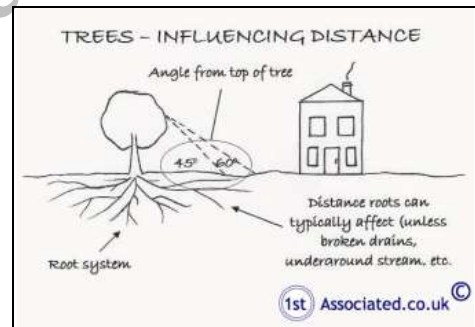 TREES – INFLUENCING DISTANCE
Angle from top of tree
45° 60°
Distance roots can
typically affect (unless
broken drains,
underground stream. etc.
Root system
1st Associated.co.uk ©